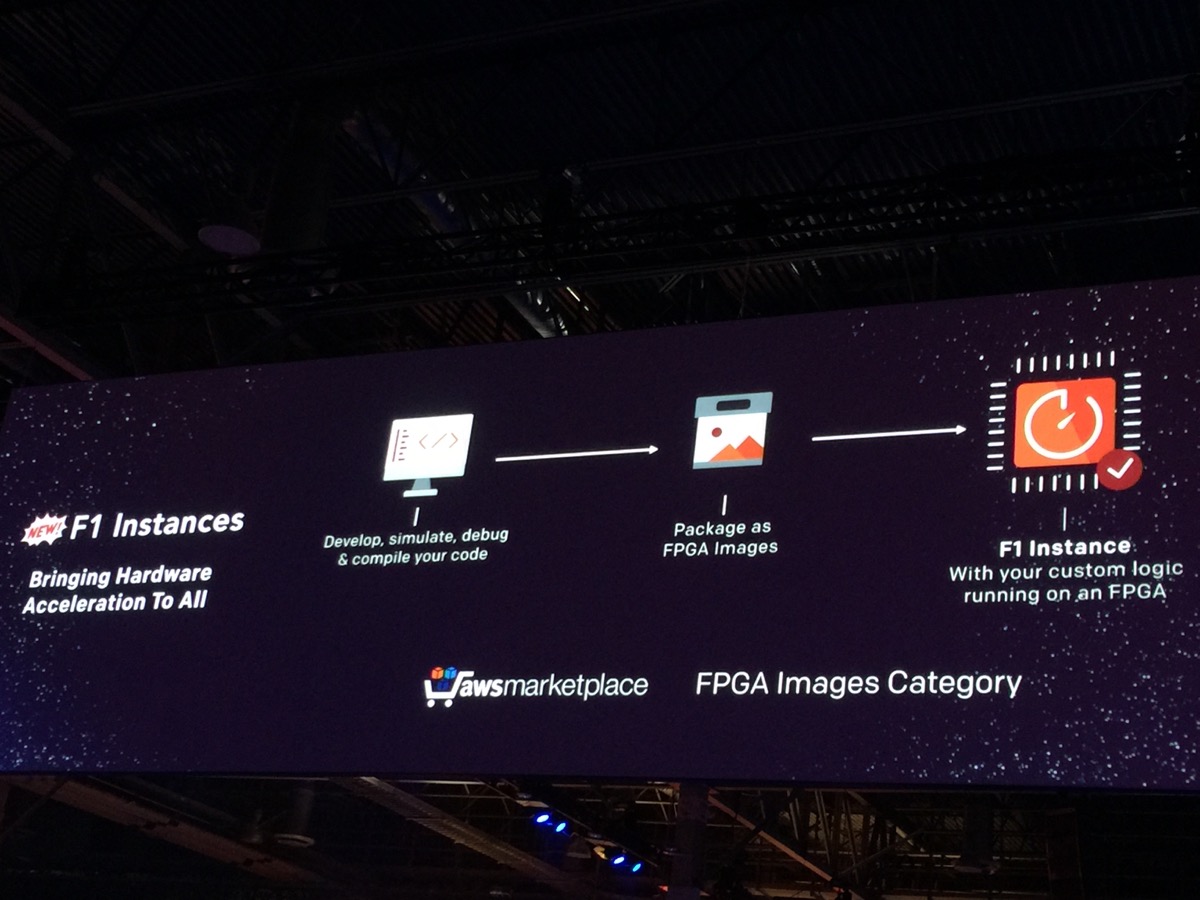 NEW! F1 Instances
Bringing Hardware
Acceleration To All
</>
Develop, simulate, debug
& compile your code
Package as
FPGA Images
F1 Instance
With your custom logic
running on an FPGA
awsmarketplace
FPGA Images Category